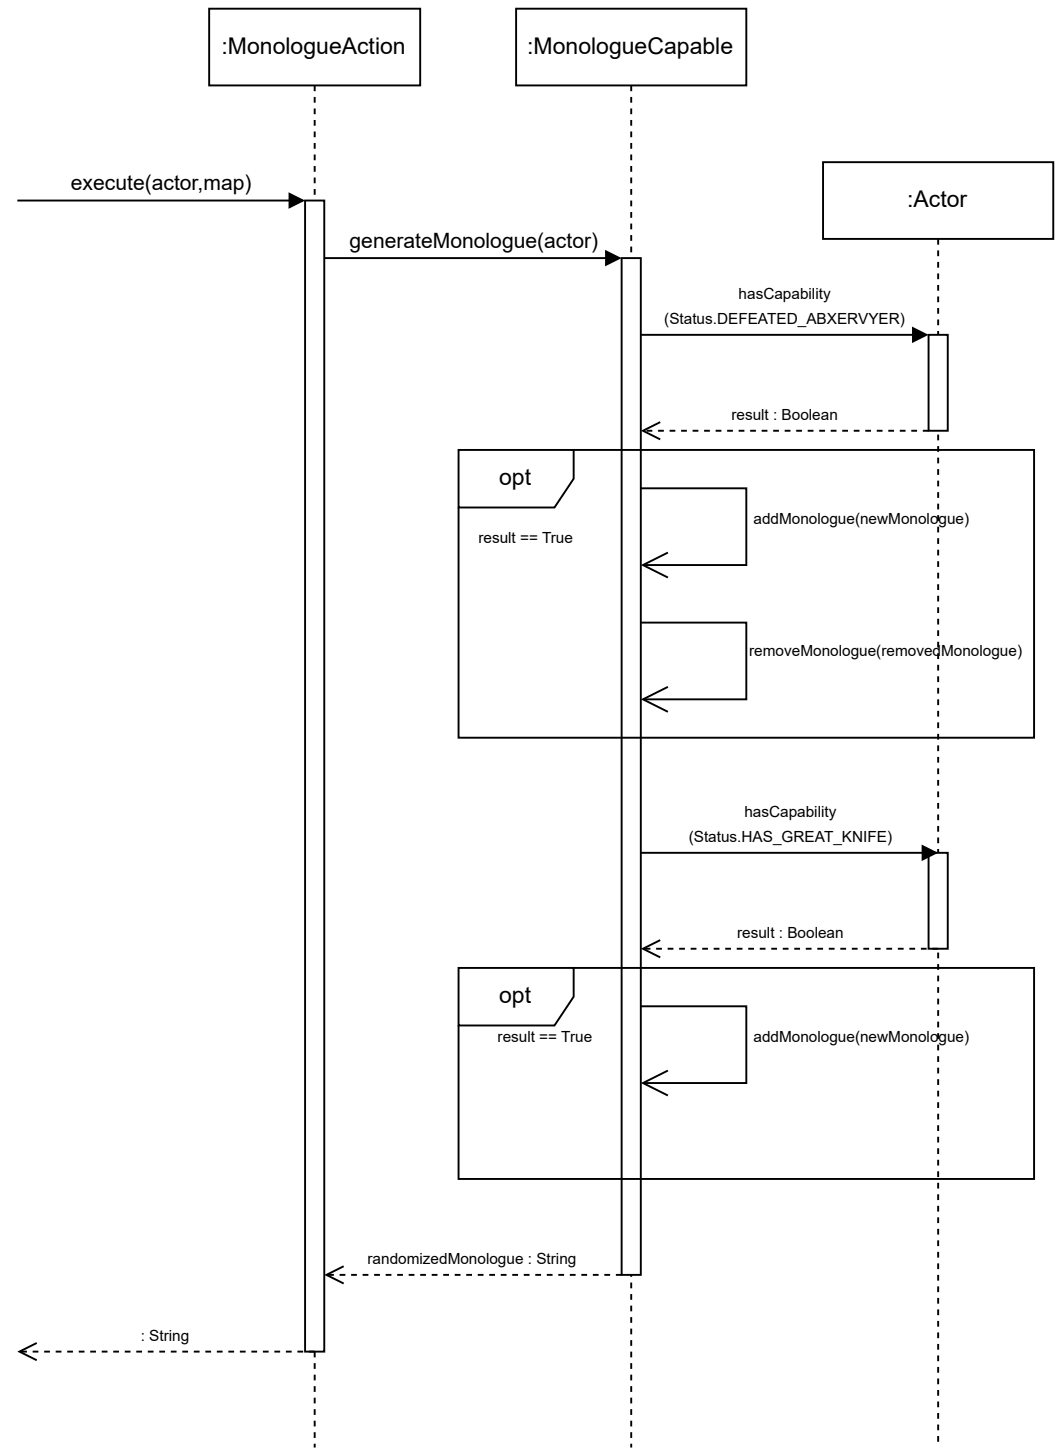 :MonologueAction
:MonologueCapable
:Actor
execute(actor,map)
generateMonologue(actor)
hasCapability
(Status.DEFEATED_ABXERVYER)
result : Boolean
opt
result == True
addMonologue(newMonologue)
removeMonologue(removedMonologue)
hasCapability
(Status.HAS_GREAT_KNIFE)
result : Boolean
opt
result == True
addMonologue(newMonologue)
randomizedMonologue : String
: String